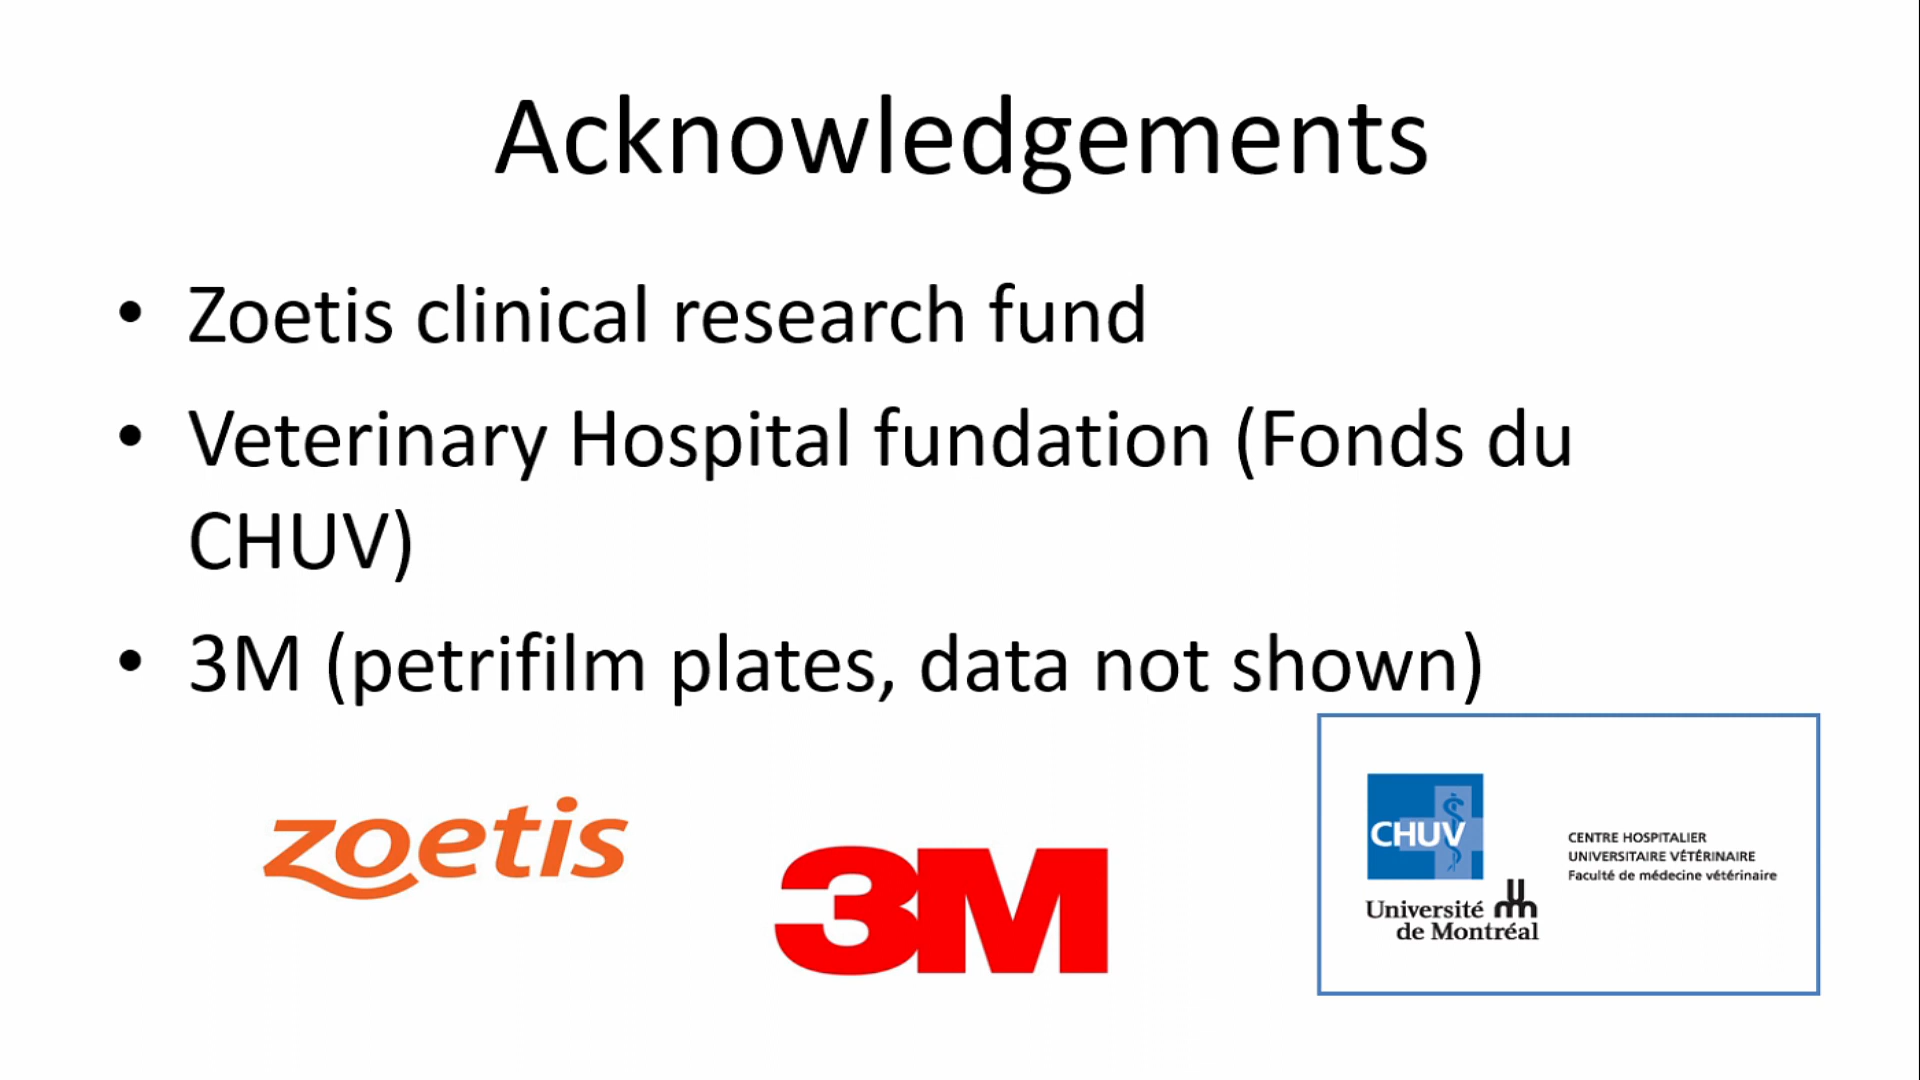 Acknowledgements
• Zoetis clinical research fund
• Veterinary Hospital fundation (Fonds du
CHUV)
• 3M (petrifilm plates, data not shown)
zoetis
3M
CHUV
Université
de Montréal
CENTRE HOSPITALIER
UNIVERSITAIRE VÉTÉRINAIRE
Faculté de médecine vétérinaire